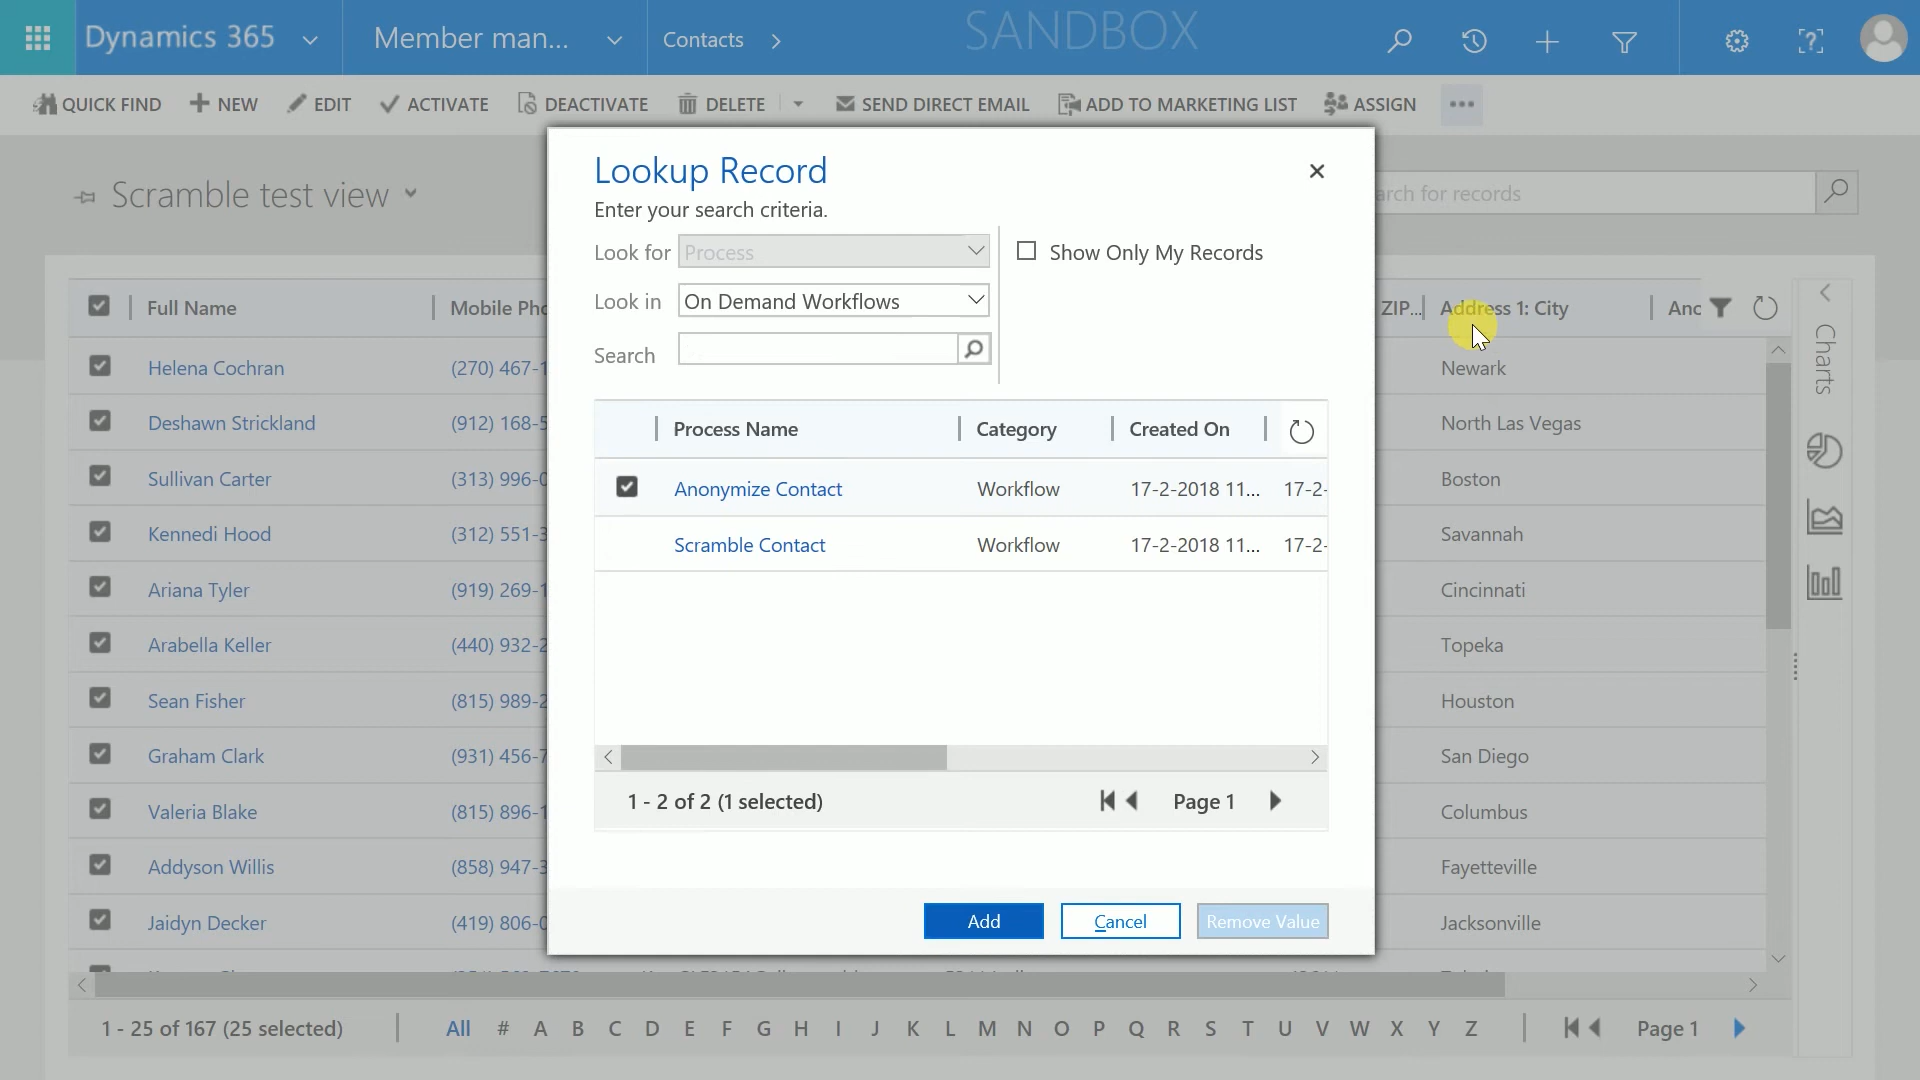 Dynamics 365
Member man...
Contacts
SANDBOX
QUICK FIND
NEW
EDIT
ACTIVATE
DEACTIVATE
DELETE
SEND DIRECT EMAIL
ADD TO MARKETING LIST
ASSIGN
Scramble test view
arch for records
Lookup Record
Enter your search criteria.
Look for Process
Show Only My Records
Look in On Demand Workflows
Search
Process Name Category Created On
Anonymize Contact Workflow 17-2-2018 11... 17-2-
Scramble Contact Workflow 17-2-2018 11... 17-2-
1 - 2 of 2 (1 selected)
Page 1
Add
Cancel
Remove Value
Full Name Mobile Pho ZIP... Address 1: City Anc
Helena Cochran (270) 467-1 Newark
Deshawn Strickland (912) 168-5 North Las Vegas
Sullivan Carter (313) 996-0 Boston
Kennedi Hood (312) 551-3 Savannah
Ariana Tyler (919) 269-1 Cincinnati
Arabella Keller (440) 932-2 Topeka
Sean Fisher (815) 989-2 Houston
Graham Clark (931) 456-7 San Diego
Valeria Blake (815) 896-1 Columbus
Addyson Willis (858) 947-3 Fayetteville
Jaidyn Decker (419) 806-0 Jacksonville
Charts
1 - 25 of 167 (25 selected)
All # A B C D E F G H I J K L M N O P Q R S T U V W X Y Z
Page 1